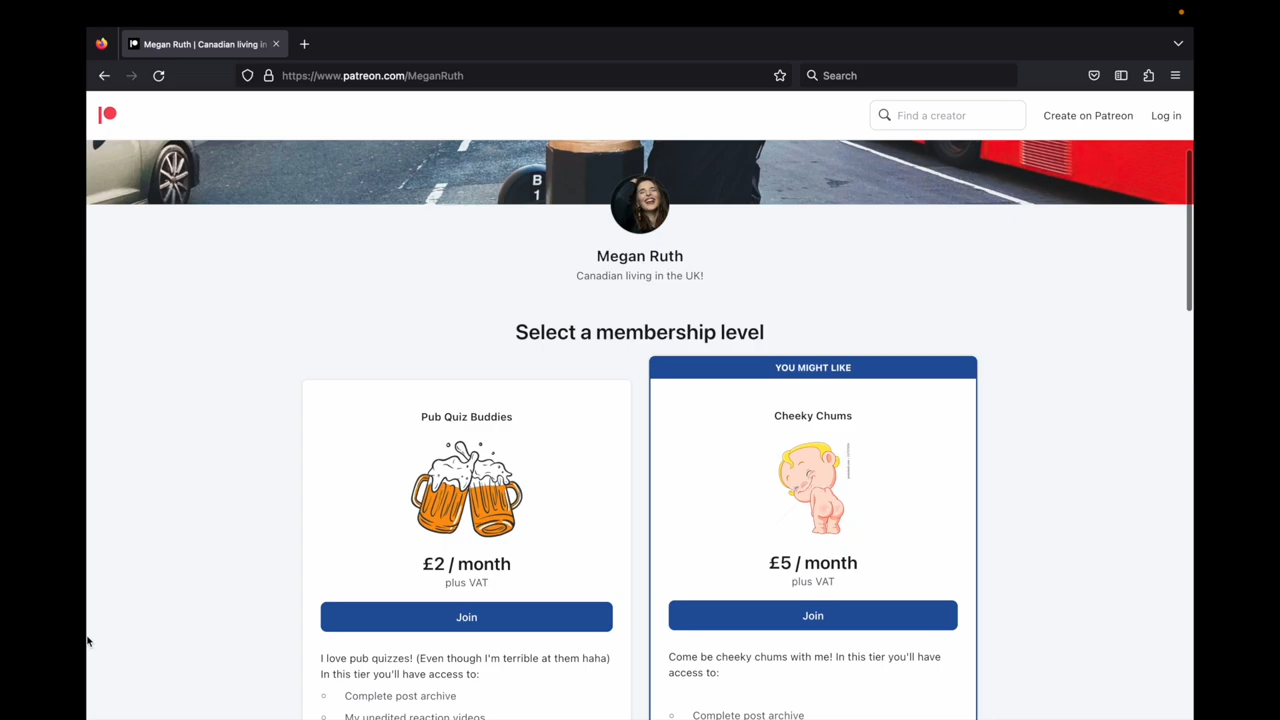 Megan Ruth | Canadian living in
https://www.patreon.com/MeganRuth
Search
Find a creator
Create on Patreon
Log in
B
1
Megan Ruth
Canadian living in the UK!
Select a membership level
YOU MIGHT LIKE
Pub Quiz Buddies
£2 / month
plus VAT
Join
I love pub quizzes! (Even though I'm terrible at them haha)
In this tier you'll have access to:
Complete post archive
My unedited reaction videos
Cheeky Chums
£5 / month
plus VAT
Join
Come be cheeky chums with me! In this tier you'll have
access to:
Complete post archive